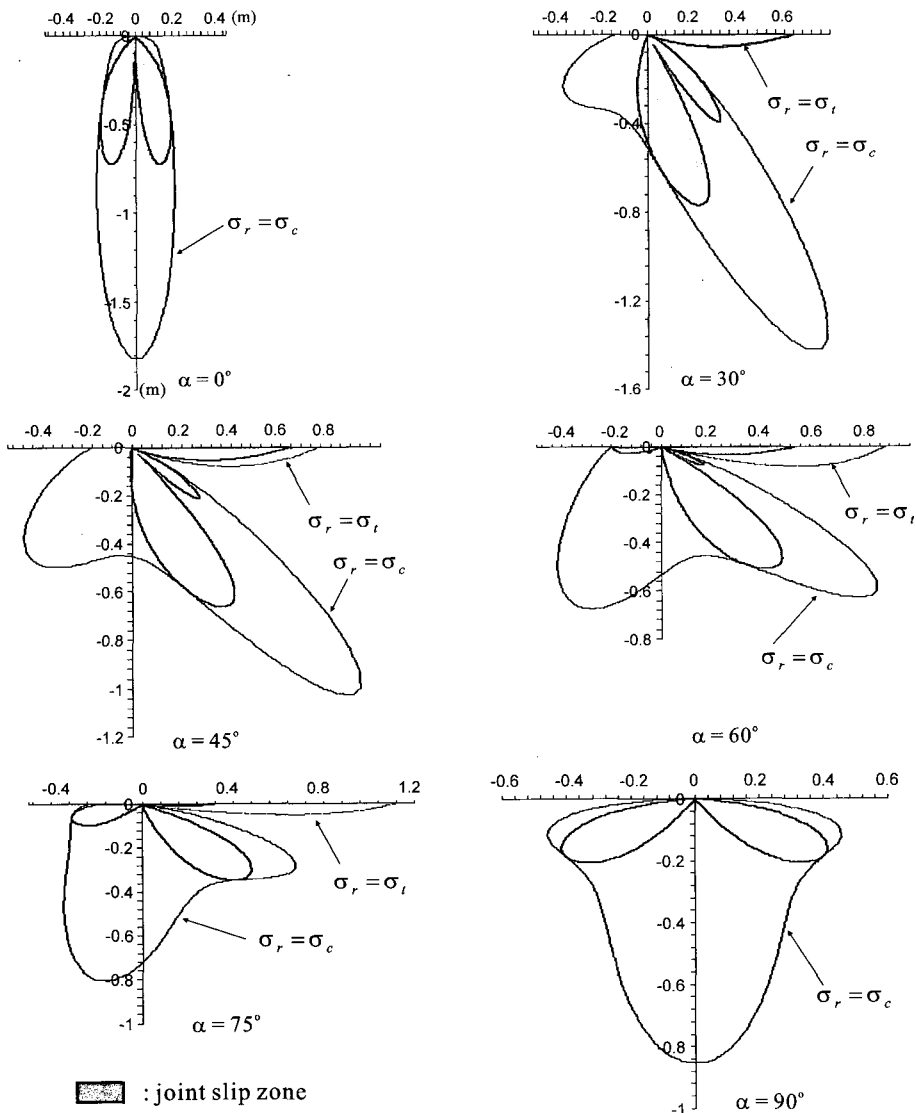 -0.4 -0.2 0 0.2 0.4 (m)
0
-0.5
-1
-1.5
-2 (m)
σr = σc
α = 0°
-0.4 -0.2 0 0.2 0.4 0.6
0
-0.4
-0.8
-1.2
-1.6
σr = σt
σr = σc
α = 30°
-0.4 -0.2 0 0.2 0.4 0.6 0.8
0
-0.2
-0.4
-0.6
-0.8
-1
-1.2
σr = σt
σr = σc
α = 45°
-0.4 -0.2 0 0.2 0.4 0.6 0.8
0
-0.2
-0.4
-0.6
-0.8
σr = σt
σr = σc
α = 60°
-0.4 0 0.4 0.8 1.2
0
-0.2
-0.4
-0.6
-0.8
-1
σr = σt
σr = σc
α = 75°
-0.6 -0.4 -0.2 0 0.2 0.4 0.6
0
-0.2
-0.4
-0.6
-0.8
-1
σr = σc
α = 90°
: joint slip zone